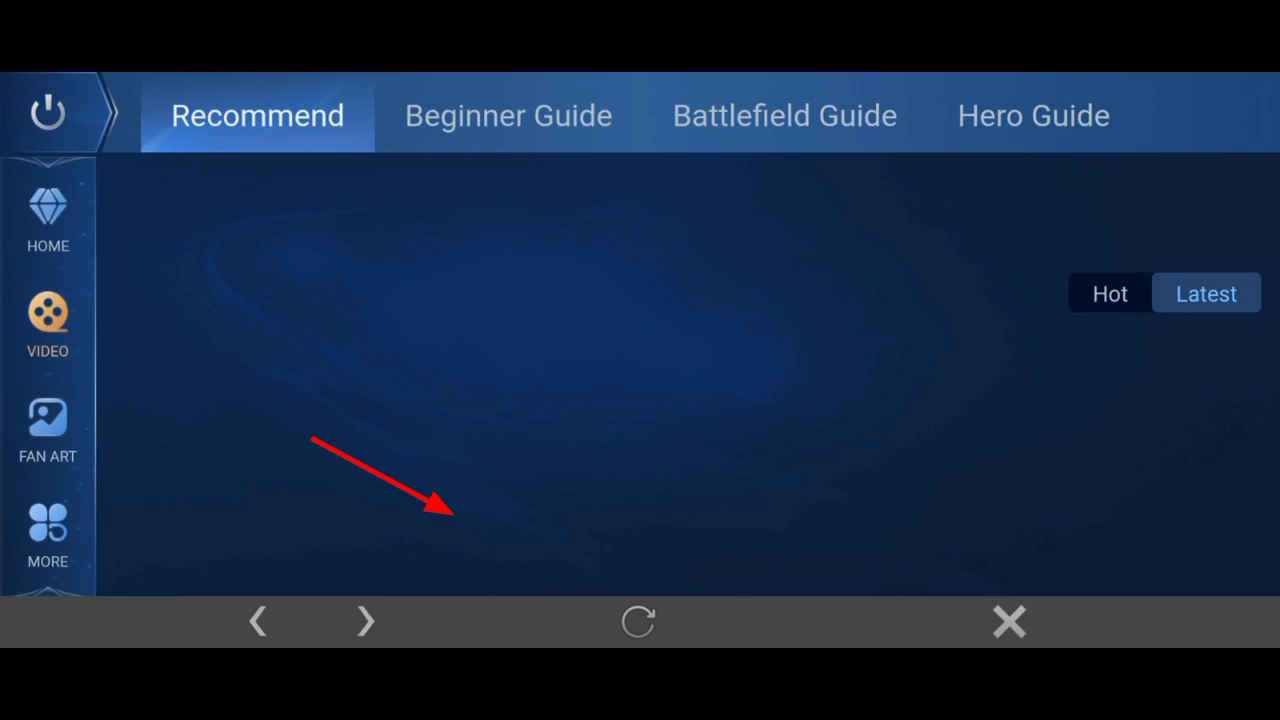 Recommend
Beginner Guide
Battlefield Guide
Hero Guide
HOME
VIDEO
FAN ART
MORE
Hot
Latest